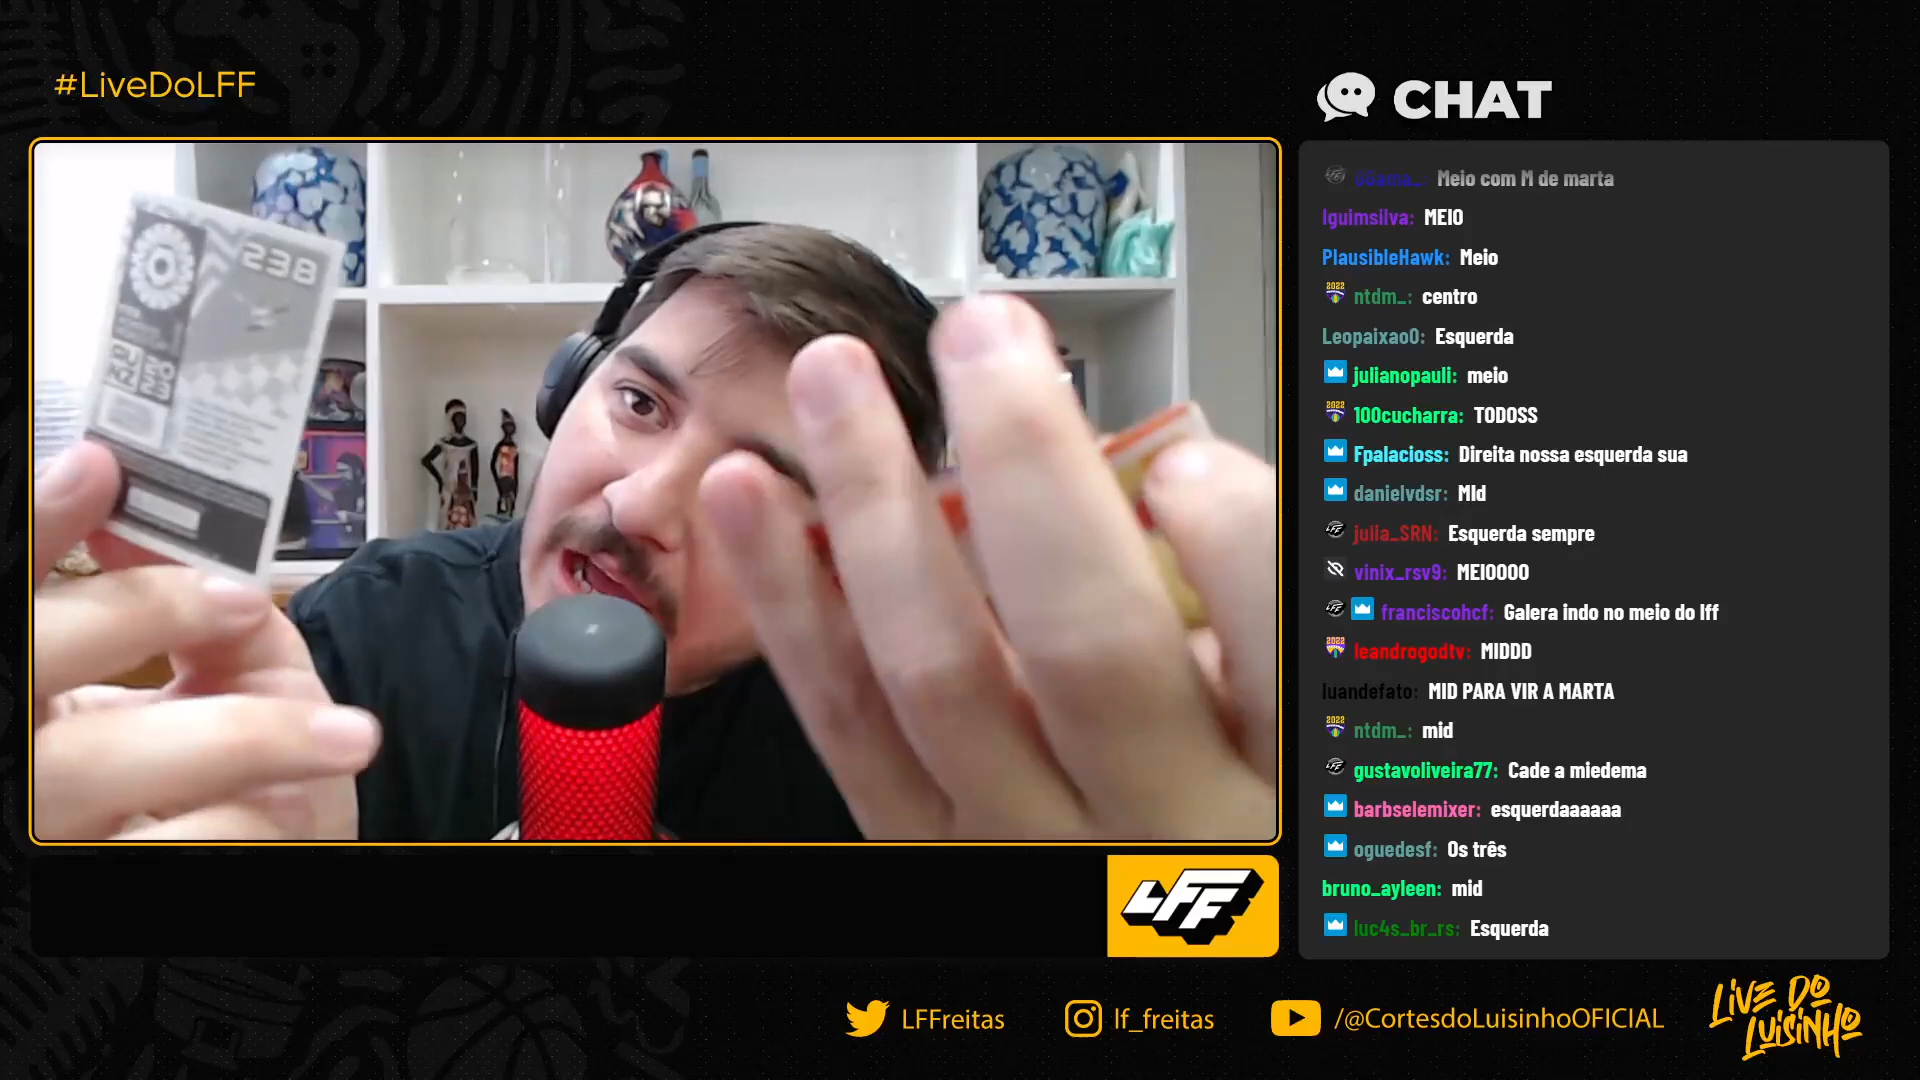 #LiveDoLFF
CHAT
238
Meio com M de marta
lguimsilva: MEIO
PlausibleHawk: Meio
ntdm_: centro
Leopaixao0: Esquerda
julianopauli: meio
100cucharra: TODOSS
Fpalacioss: Direita nossa esquerda sua
danielvdsr: MId
julia_SRN: Esquerda sempre
vinix_rsv9: MEIOOOO
franciscohcf: Galera indo no meio do lff
leandrogodtv: MIDDD
luandefato: MID PARA VIR A MARTA
ntdm_: mid
gustavoliveira77: Cade a miedema
barbselemixer: esquerdaaaaaa
oguedesf: Os três
bruno_ayleen: mid
luc4s_br_rs: Esquerda
LFF
LFFreitas
lf_freitas
/@CortesdoLuisinhoOFICIAL
LIVE DO
LUISINHO